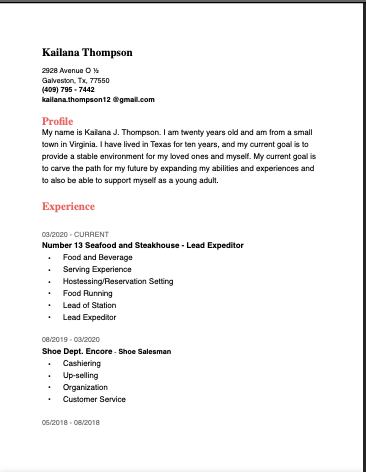 Kailana Thompson
2928 Avenue O ½
Galveston, Tx, 77550
(409) 795 - 7442
kailana.thompson12 @gmail.com
Profile
My name is Kailana J. Thompson. I am twenty years old and am from a small
town in Virginia. I have lived in Texas for ten years, and my current goal is to
provide a stable environment for my loved ones and myself. My current goal is
to carve the path for my future by expanding my abilities and experiences and
to also be able to support myself as a young adult.
Experience
03/2020 - CURRENT
Number 13 Seafood and Steakhouse - Lead Expeditor
• Food and Beverage
• Serving Experience
• Hostessing/Reservation Setting
• Food Running
• Lead of Station
• Lead Expeditor
08/2019 - 03/2020
Shoe Dept. Encore - Shoe Salesman
• Cashiering
• Up-selling
• Organization
• Customer Service
05/2018 - 08/2018